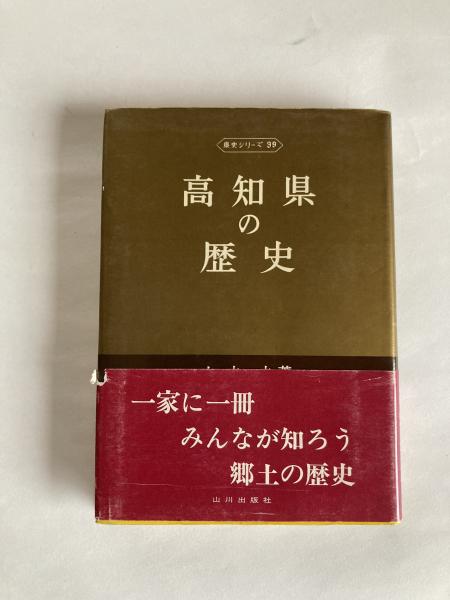 県史シリーズ 39
高知県
の
歴史
一家に一冊
みんなが知ろう
郷土の歴史
山川出版社